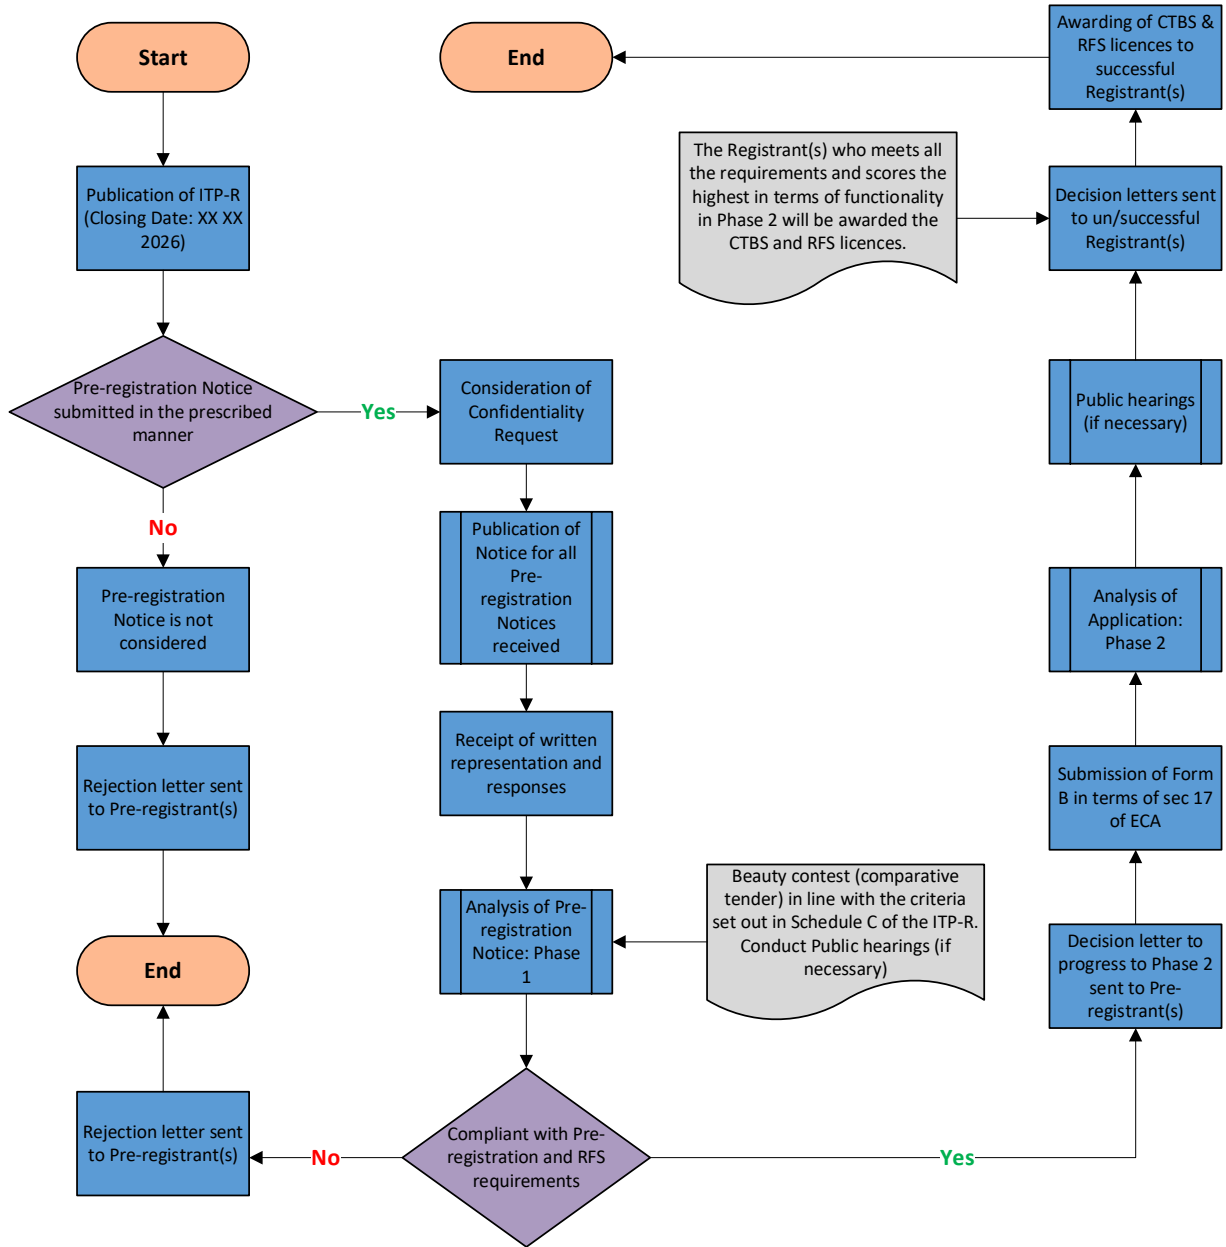 Start
Publication of ITP-R
(Closing Date: XX XX
2026)
Pre-registration Notice
submitted in the prescribed
manner
Yes
No
Pre-registration
Notice is not
considered
Rejection letter sent
to Pre-registrant(s)
End
Rejection letter sent
to Pre-registrant(s)
Consideration of
Confidentiality
Request
Publication of
Notice for all
Pre-
registration
Notices
received
Receipt of written
representation and
responses
Analysis of Pre-
registration
Notice: Phase
1
Beauty contest (comparative
tender) in line with the criteria
set out in Schedule C of the ITP-R.
Conduct Public hearings (if
necessary)
Compliant with Pre-
registration and RFS
requirements
No
Yes
Decision letter to
progress to Phase 2
sent to Pre-
registrant(s)
Submission of Form
B in terms of sec 17
of ECA
Analysis of
Application:
Phase 2
Public hearings
(if necessary)
Decision letters sent
to un/successful
Registrant(s)
The Registrant(s) who meets all
the requirements and scores the
highest in terms of functionality
in Phase 2 will be awarded the
CTBS and RFS licences.
Awarding of CTBS &
RFS licences to
successful
Registrant(s)
End